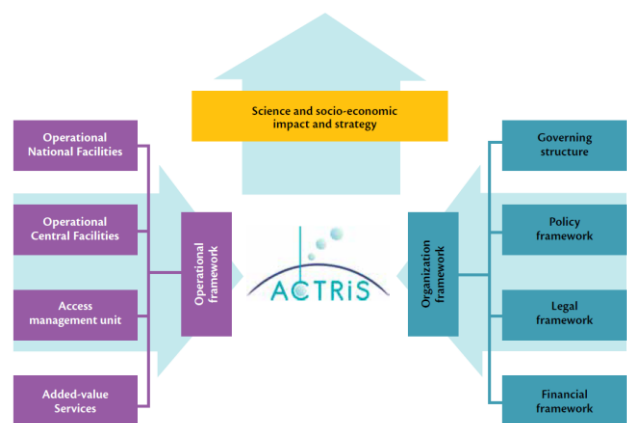 Science and socio-economic
impact and strategy
Operational
National Facilities
Operational
Central Facilities
Access
management unit
Added-value
Services
Operational
framework
ACTRiS
Organization
framework
Governing
structure
Policy
framework
Legal
framework
Financial
framework